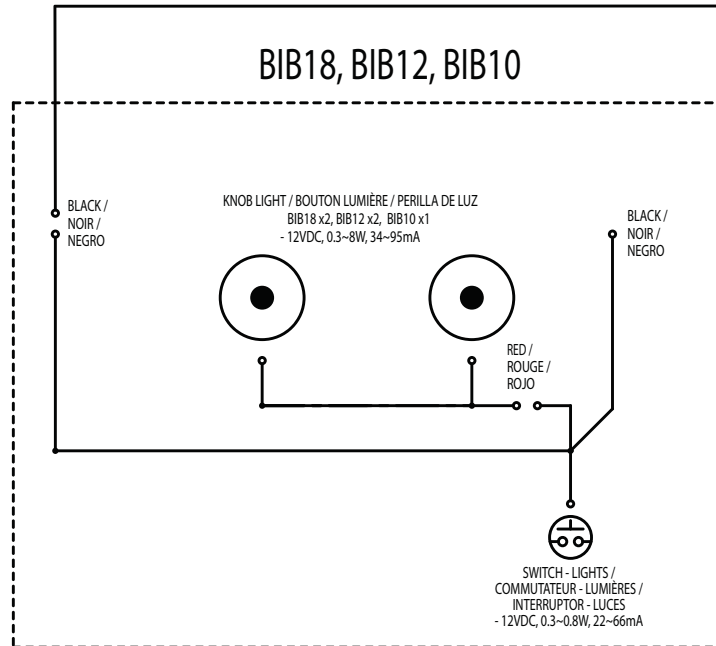 BIB18, BIB12, BIB10
BLACK /
NOIR /
NEGRO
KNOB LIGHT / BOUTON LUMIÈRE / PERILLA DE LUZ
BIB18 x2, BIB12 x2, BIB10 x1
- 12VDC, 0.3~8W, 34~95mA
BLACK /
NOIR /
NEGRO
RED /
ROUGE /
ROJO
SWITCH - LIGHTS /
COMMUTATEUR - LUMIÈRES /
INTERRUPTOR - LUCES
- 12VDC, 0.3~0.8W, 22~66mA